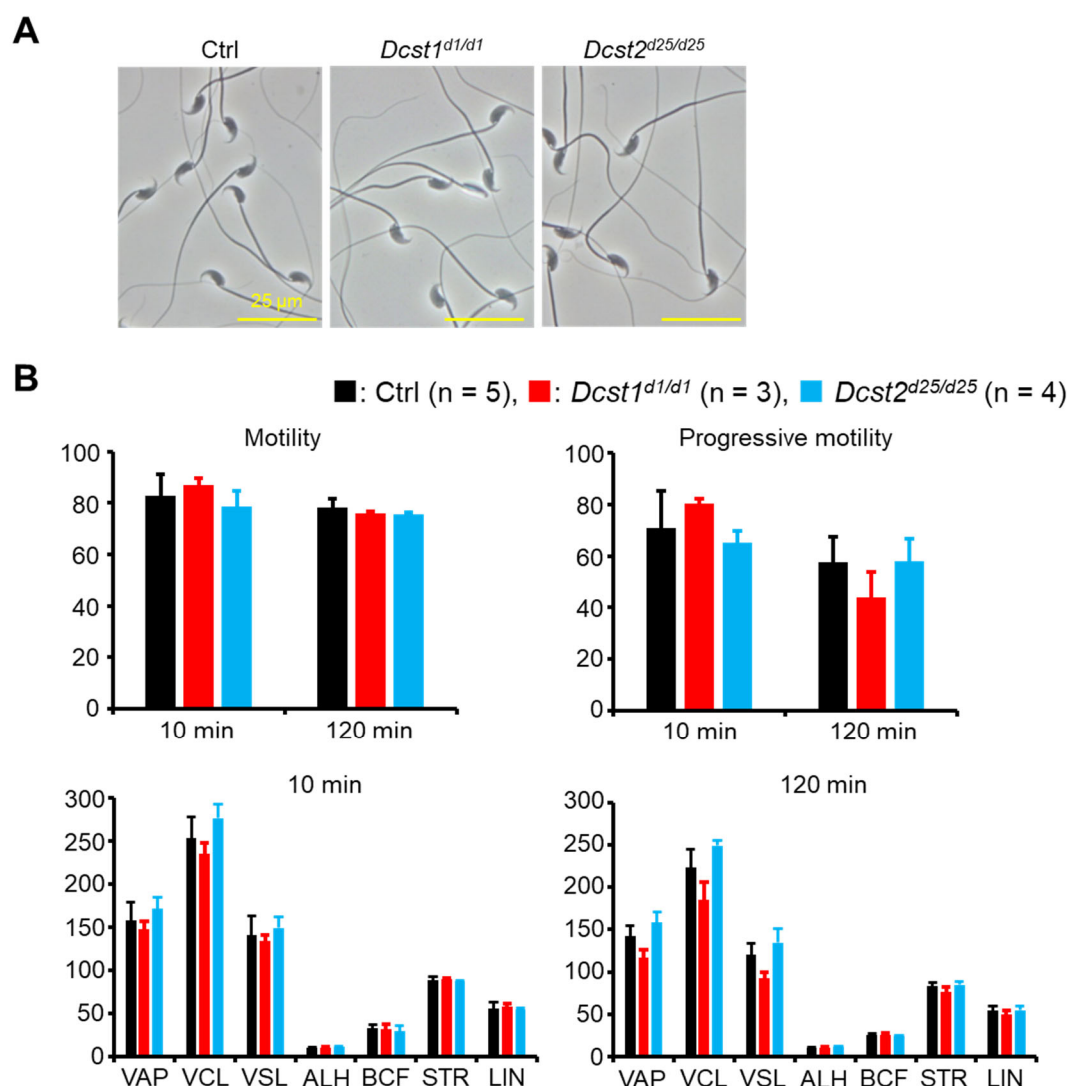 A
Ctrl
Dcst1d1/d1
Dcst2d25/d25
25 µm
B
: Ctrl (n = 5), : Dcst1d1/d1 (n = 3), Dcst2d25/d25 (n = 4)
Motility
100
80
60
40
20
0
10 min
120 min
Progressive motility
100
80
60
40
20
0
10 min
120 min
10 min
300
250
200
150
100
50
0
VAP VCL VSL ALH BCF STR LIN
120 min
300
250
200
150
100
50
0
VAP VCL VSL ALH BCF STR LIN